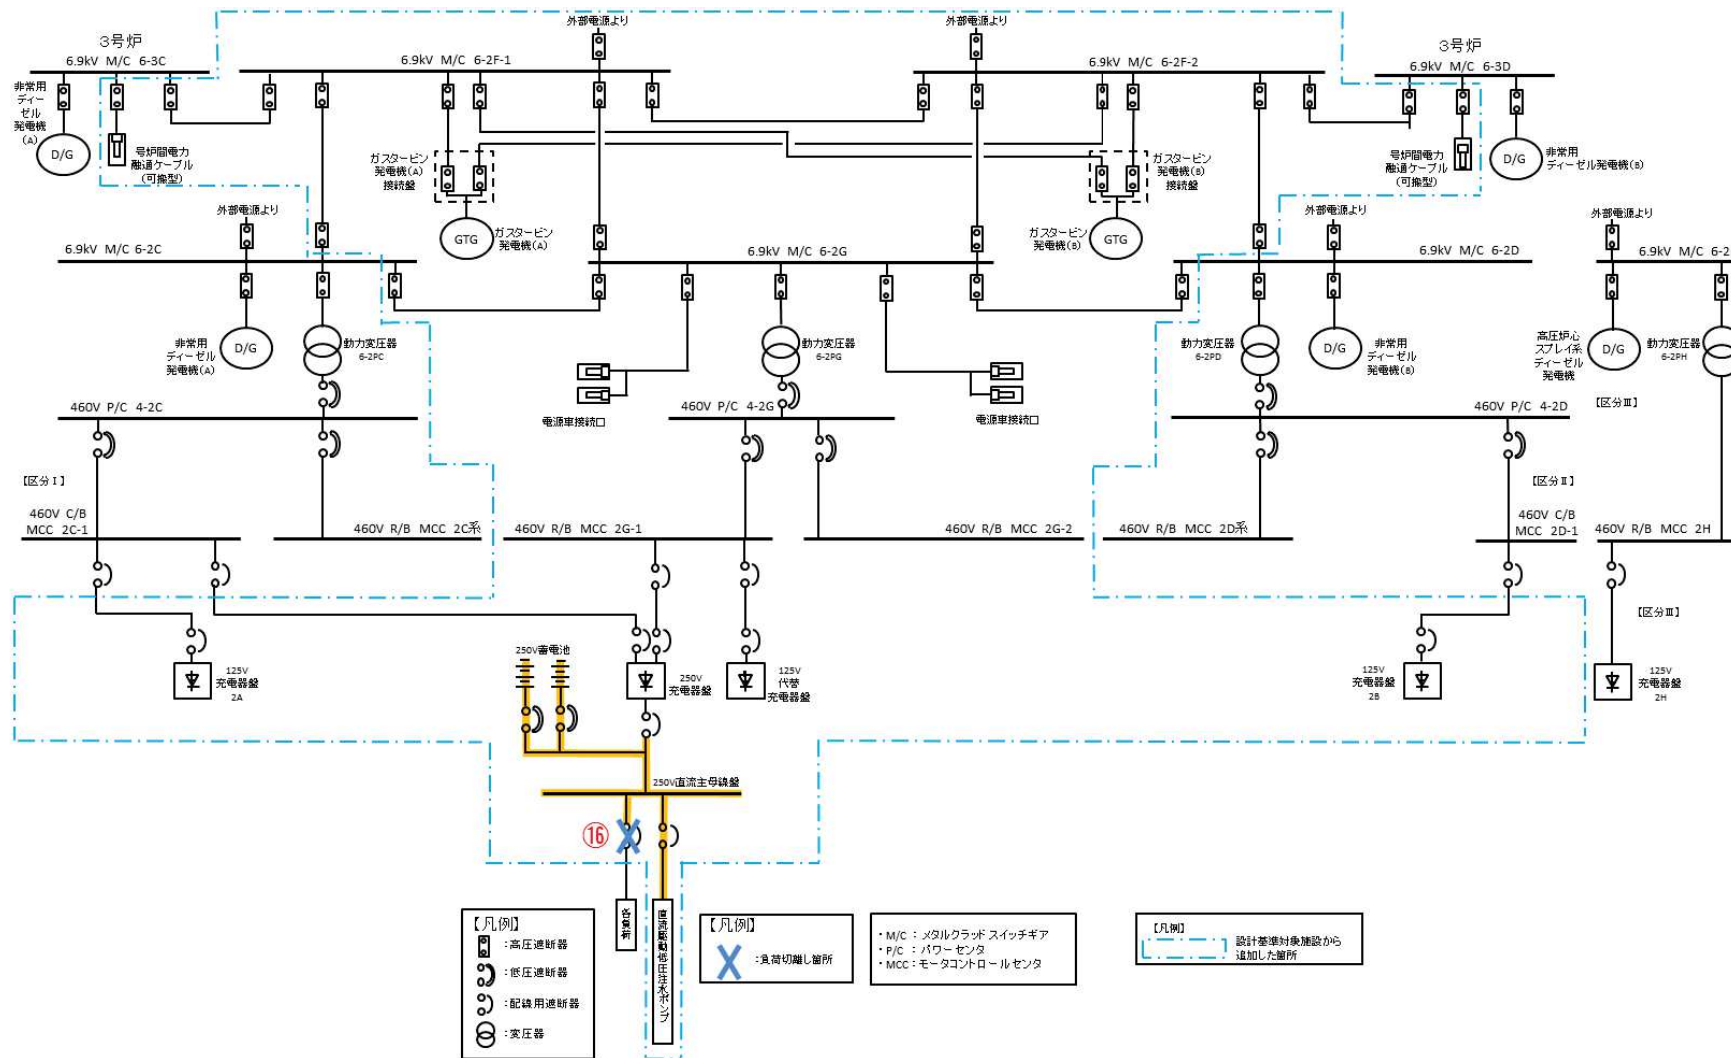 外部電源より
外部電源より
3号炉
6.9kV M/C 6-3C
6.9kV M/C 6-2F-1
6.9kV M/C 6-2F-2
3号炉
6.9kV M/C 6-3D
非常用
ディー
ゼル
発電機
(A)
D/G
号炉間電力
融通ケーブル
(可搬型)
ガスタービン
発電機(A)
接続盤
GTG
ガスタービン
発電機(A)
ガスタービン
発電機(B)
接続盤
ガスタービン
発電機(B)
GTG
号炉間電力
融通ケーブル
(可搬型)
D/G
非常用
ディーゼル発電機(B)
外部電源より
6.9kV M/C 6-2C
6.9kV M/C 6-2G
外部電源より
6.9kV M/C 6-2D
外部電源より
6.9kV M/C 6-2
非常用
ディーゼル
発電機(A)
D/G
動力変圧器
6-2PC
動力変圧器
6-2PG
動力変圧器
6-2PD
D/G
非常用
ディーゼル
発電機(B)
高圧炉心
スプレイ系
ディーゼル
発電機
D/G
動力変圧器
6-2PH
電源車接続口
電源車接続口
460V P/C 4-2C
460V P/C 4-2G
460V P/C 4-2D
【区分Ⅲ】
【区分Ⅰ】
【区分Ⅱ】
460V C/B
MCC 2C-1
460V R/B MCC 2C系
460V R/B MCC 2G-1
460V R/B MCC 2G-2
460V R/B MCC 2D系
460V C/B
MCC 2D-1
460V R/B MCC 2H
【区分Ⅲ】
125V
充電器盤
2A
250V蓄電池
250V
充電器盤
125V
代替
充電器盤
125V
充電器盤
2B
125V
充電器盤
2H
250V直流主母線盤
⑯
各負荷
直流駆動低圧注水ポンプ
【凡例】
：高圧遮断器
：低圧遮断器
：配線用遮断器
：変圧器
【凡例】
：負荷切離し箇所
・M/C ：メタルクラッドスイッチギア
・P/C ：パワーセンタ
・MCC：モータコントロールセンタ
【凡例】
設計基準対象施設から
追加した箇所